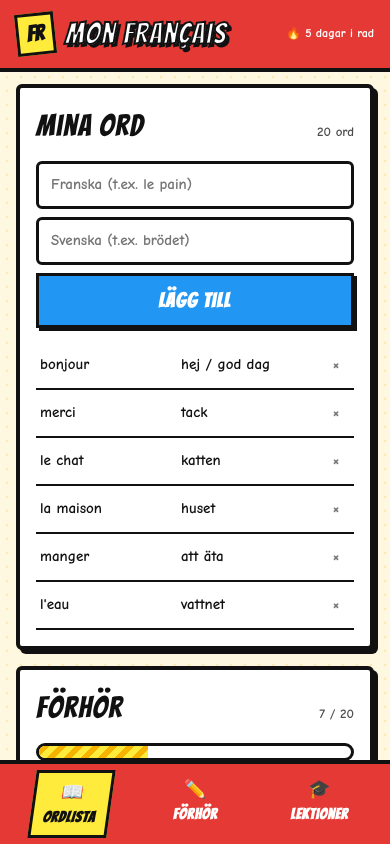 FR MON FRANÇAIS 🔥 5 dagar i rad
MINA ORD 20 ord
Franska (t.ex. le pain)
Svenska (t.ex. brödet)
LÄGG TILL
bonjour hej / god dag ×
merci tack ×
le chat katten ×
la maison huset ×
manger att äta ×
l'eau vattnet ×
FÖRHÖR 7 / 20
ORDLISTA FÖRHÖR LEKTIONER